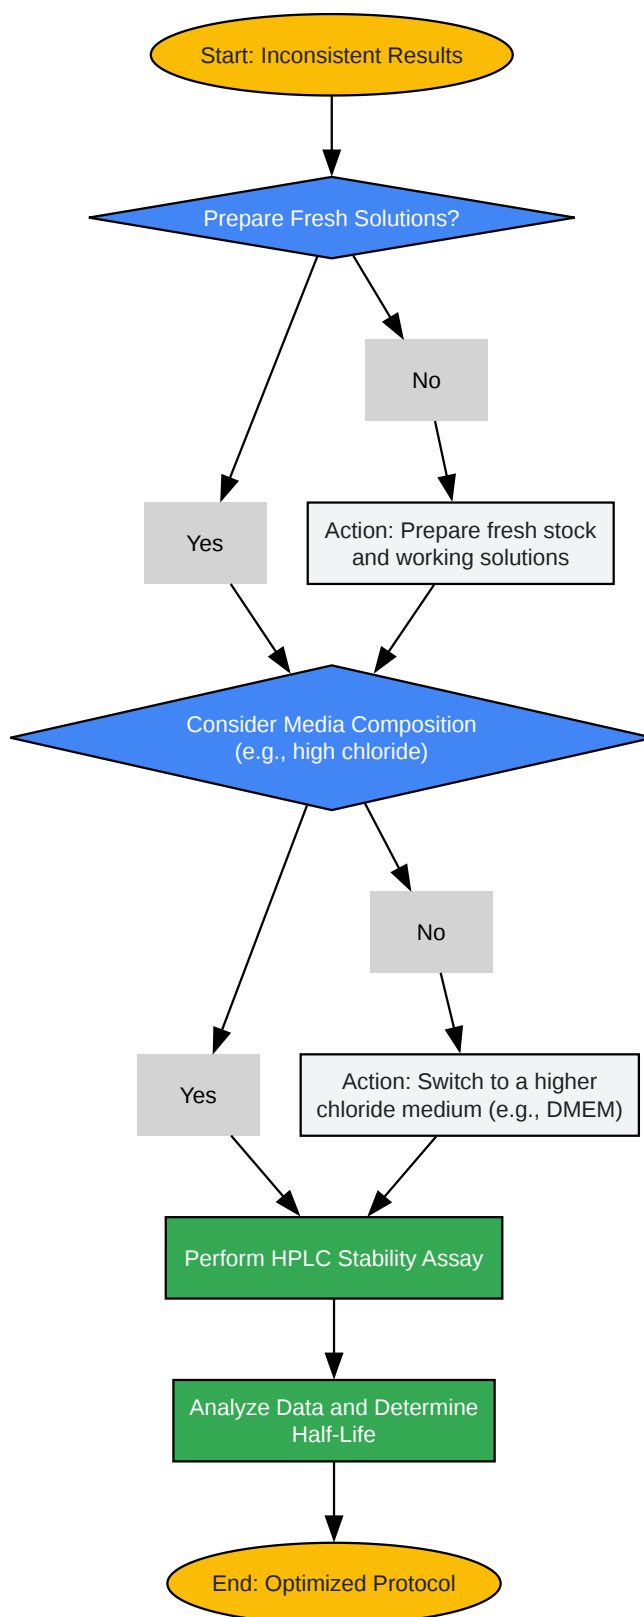 Start: Inconsistent Results
Prepare Fresh Solutions?
No
Yes
Action: Prepare fresh stock
and working solutions
Consider Media Composition
(e.g., high chloride)
No
Yes
Action: Switch to a higher
chloride medium (e.g., DMEM)
Perform HPLC Stability Assay
Analyze Data and Determine
Half-Life
End: Optimized Protocol